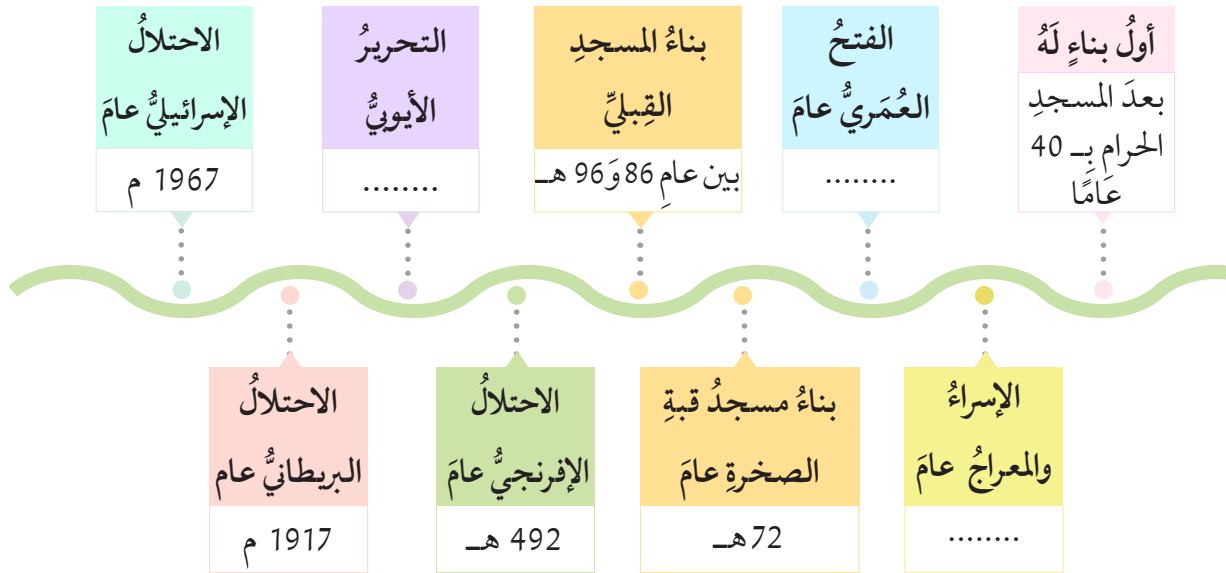 أولُ بناءٍ لَهُ
بعدَ المسجدِ
الحرامِ بِـ 40
عَامًا
الإسراءُ
والمعراجُ عامَ
........
الفتحُ
العُمَريُّ عامَ
........
بناءُ مسجدُ قبةِ
الصخرةِ عامَ
72هـ
بناءُ المسجدِ
القِبليِّ
بين عامِ 86 وَ96 هـ
الاحتلالُ
الإفرنجيُّ عامَ
492 هـ
التحريرُ
الأيوبيُّ
........
الاحتلالُ
البريطانيُّ عام
1917 م
الاحتلالُ
الإسرائيليُّ عامَ
1967 م